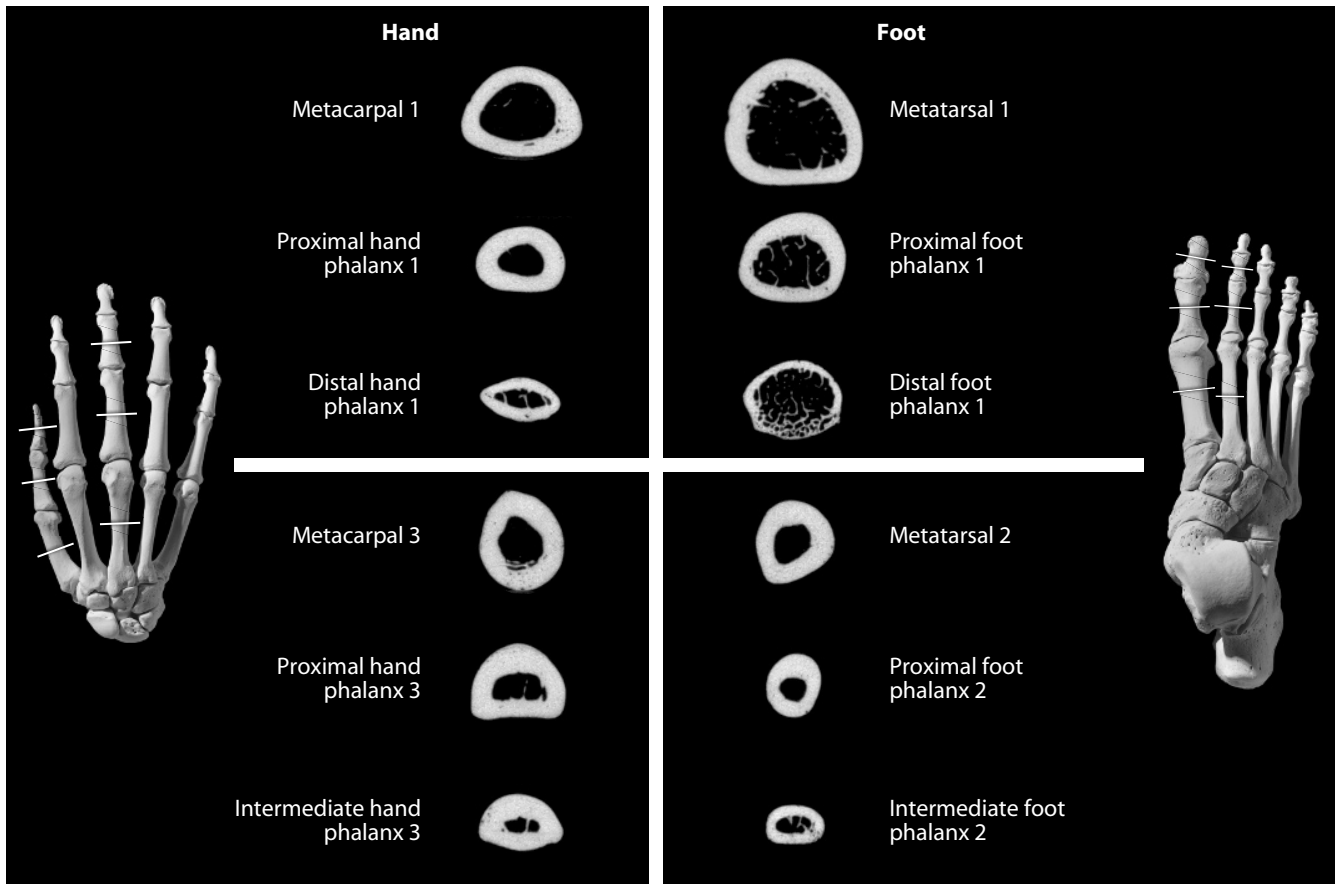 Hand
Metacarpal 1
Proximal hand
phalanx 1
Distal hand
phalanx 1
Metacarpal 3
Proximal hand
phalanx 3
Intermediate hand
phalanx 3
Foot
Metatarsal 1
Proximal foot
phalanx 1
Distal foot
phalanx 1
Metatarsal 2
Proximal foot
phalanx 2
Intermediate foot
phalanx 2